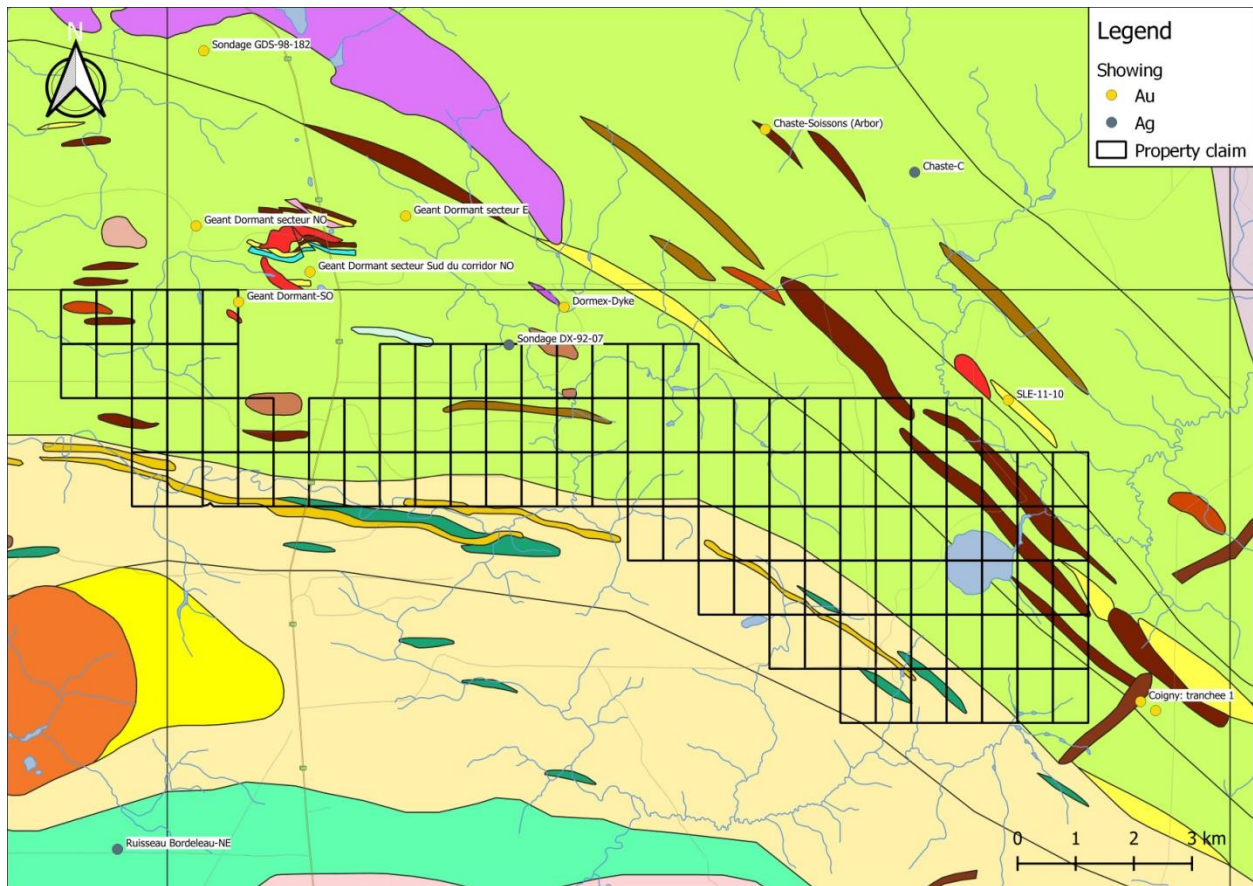 N
Sondage GDS-98-182
Legend
Showing
Au
Ag
Property claim
Chaste-Soissons (Arbor)
Chaste-C
Geant Dormant secteur E
Geant Dormant secteur NO
Geant Dormant secteur Sud du corridor NO
Geant Dormant-SO
Dormex-Dyke
Sondage DX-92-07
SLE-11-10
Coigny: tranchee 1
Ruisseau Bordeleau-NE
0 1 2 3 km